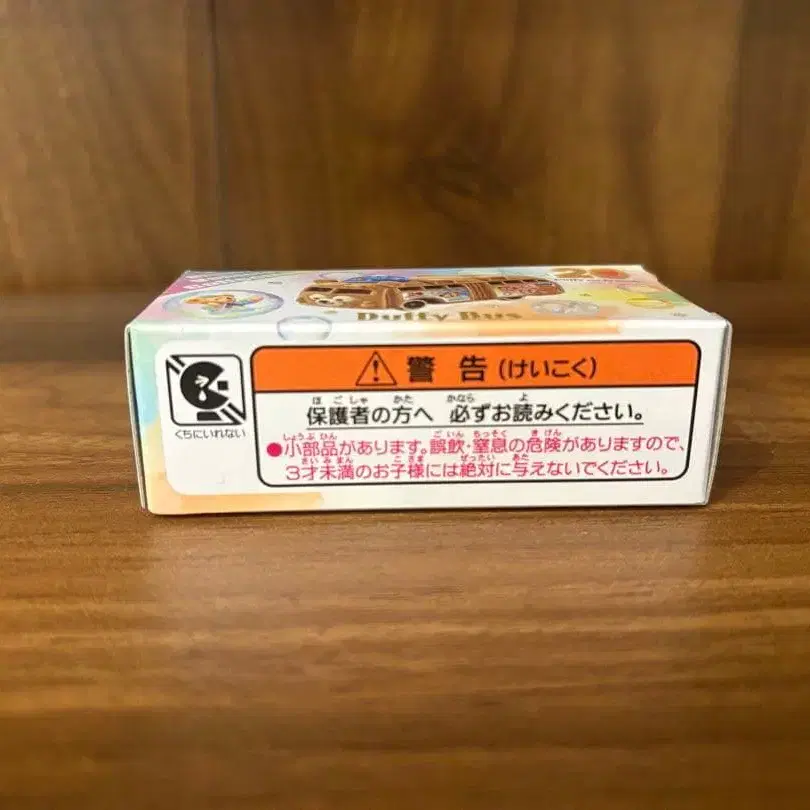 20
Duffy Bus
警告(けいこく)
保護者の方へ 必ずお読みください。
くちにいれない
●小部品があります。誤飲・窒息の危険がありますので、
3才未満のお子様には絶対に与えないでください。